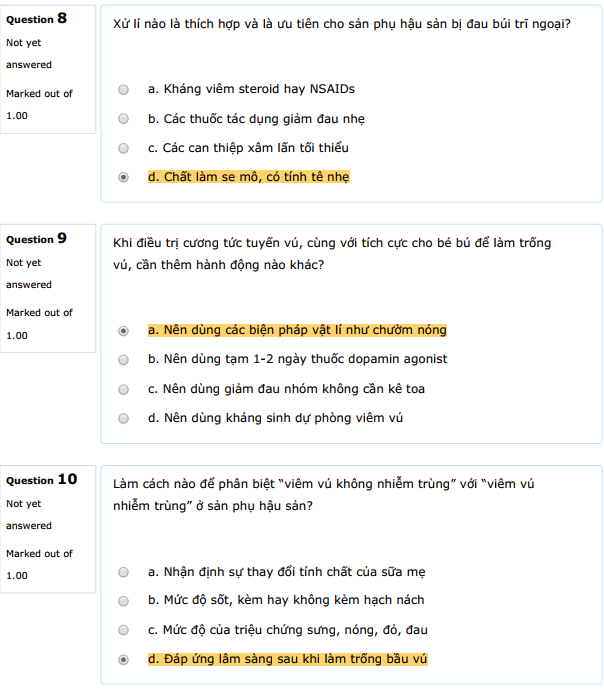 Question 8
Not yet
answered
Marked out of
1.00
Xử lí nào là thích hợp và là ưu tiên cho sản phụ hậu sản bị đau búi trĩ ngoại?
a. Kháng viêm steroid hay NSAIDs
b. Các thuốc tác dụng giảm đau nhẹ
c. Các can thiệp xâm lấn tối thiểu
d. Chất làm se mô, có tính tê nhẹ
Question 9
Not yet
answered
Marked out of
1.00
Khi điều trị cương tức tuyến vú, cùng với tích cực cho bé bú để làm trống
vú, cần thêm hành động nào khác?
a. Nên dùng các biện pháp vật lí như chườm nóng
b. Nên dùng tạm 1-2 ngày thuốc dopamin agonist
c. Nên dùng giảm đau nhóm không cần kê toa
d. Nên dùng kháng sinh dự phòng viêm vú
Question 10
Not yet
answered
Marked out of
1.00
Làm cách nào để phân biệt “viêm vú không nhiễm trùng” với “viêm vú
nhiễm trùng” ở sản phụ hậu sản?
a. Nhận định sự thay đổi tính chất của sữa mẹ
b. Mức độ sốt, kèm hay không kèm hạch nách
c. Mức độ của triệu chứng sưng, nóng, đỏ, đau
d. Đáp ứng lâm sàng sau khi làm trống bầu vú